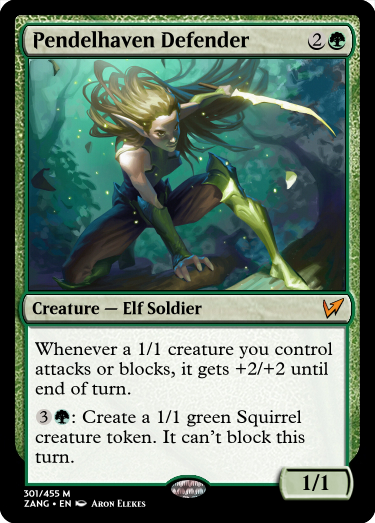 Pendelhaven Defender 2
Creature — Elf Soldier
Whenever a 1/1 creature you control
attacks or blocks, it gets +2/+2 until
end of turn.
3: Create a 1/1 green Squirrel
creature token. It can't block this
turn.
1/1
301/455 M
ZANG • EN Aron Elekes